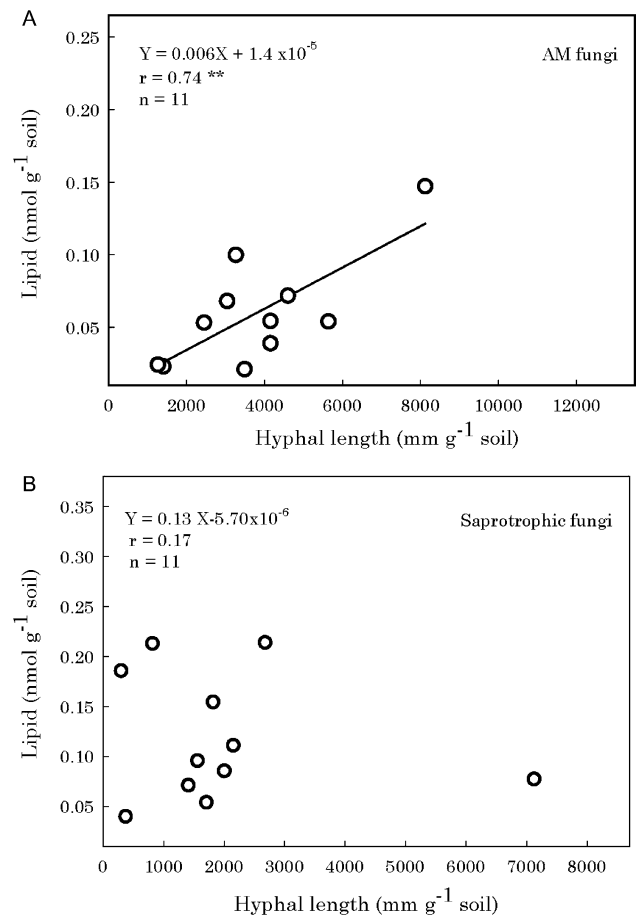 A
Y = 0.006X + 1.4 x10-5
AM fungi
r = 0.74 **
n = 11
0.25
0.20
0.15
0.10
0.05
Lipid (nmol g-1 soil)
0 2000 4000 6000 8000 10000 12000
Hyphal length (mm g-1 soil)
B
Y = 0.13 X-5.70x10-6
Saprotrophic fungi
r = 0.17
n = 11
0.35
0.30
0.25
0.20
0.15
0.10
0.05
Lipid (nmol g-1 soil)
0 1000 2000 3000 4000 5000 6000 7000 8000
Hyphal length (mm g-1 soil)